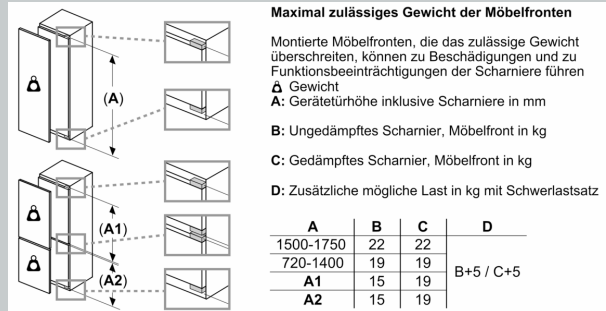 Maximal zulässiges Gewicht der Möbelfronten
Montierte Möbelfronten, die das zulässige Gewicht
überschreiten, können zu Beschädigungen und zu
Funktionsbeeinträchtigungen der Scharniere führen
Gewicht
A: Gerätetürhöhe inklusive Scharniere in mm
B: Ungedämpftes Scharnier, Möbelfront in kg
C: Gedämpftes Scharnier, Möbelfront in kg
D: Zusätzliche mögliche Last in kg mit Schwerlastsatz
A B C D
1500-1750 22 22
720-1400 19 19
A1 15 19
A2 15 19
B+5 / C+5
(A)
(A1)
(A2)